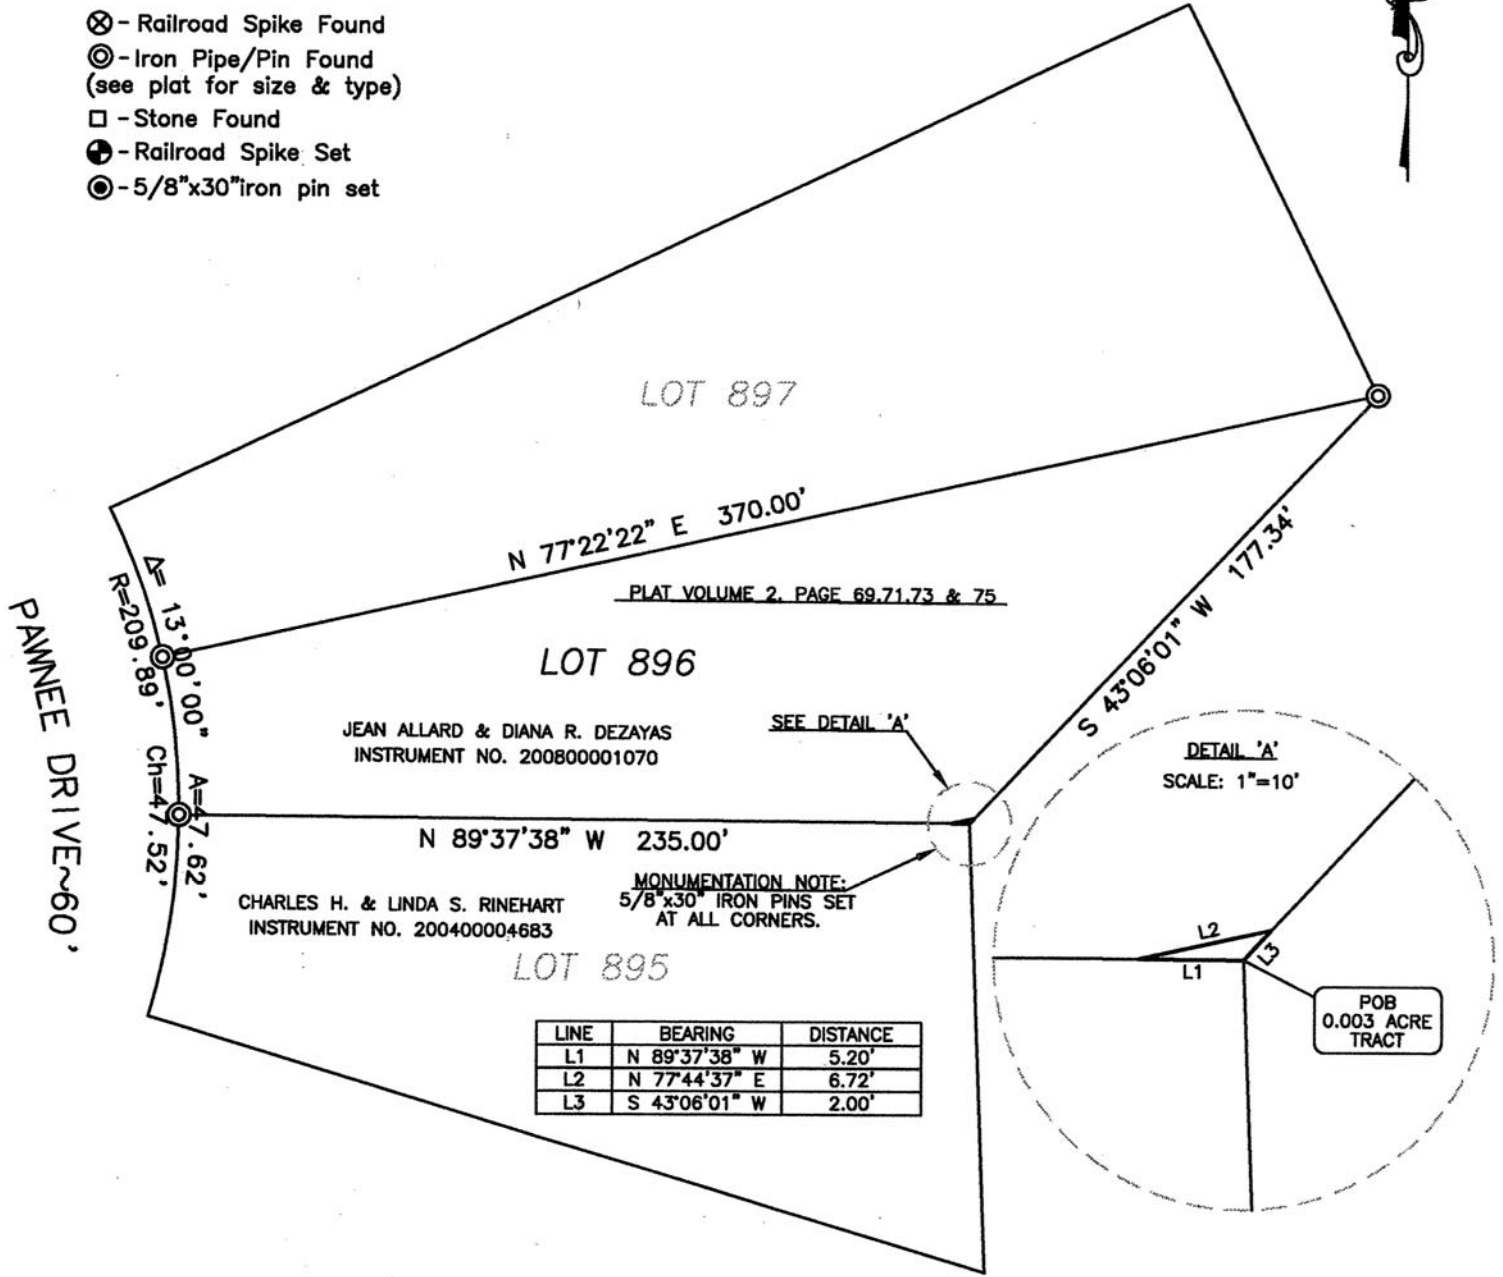 - Railroad Spike Found
- Iron Pipe/Pin Found
(see plat for size & type)
- Stone Found
- Railroad Spike Set
- 5/8"x30"iron pin set
LOT 897
N 77°22'22" E 370.00'
PLAT VOLUME 2, PAGE 69,71,73 & 75
S 43°06'01" W 177.34'
Δ= 13°00'00" A=47.62'
R=209.89' Ch=47.52'
PAWNEE DRIVE~60'
LOT 896
JEAN ALLARD & DIANA R. DEZAYAS
INSTRUMENT NO. 200800001070
SEE DETAIL 'A'
N 89°37'38" W 235.00'
MONUMENTATION NOTE:
5/8"x30" IRON PINS SET
AT ALL CORNERS.
CHARLES H. & LINDA S. RINEHART
INSTRUMENT NO. 200400004683
LOT 895
LINE BEARING DISTANCE
L1 N 89°37'38" W 5.20'
L2 N 77°44'37" E 6.72'
L3 S 43°06'01" W 2.00'
DETAIL 'A'
SCALE: 1"=10'
L2
L1
L3
POB
0.003 ACRE
TRACT